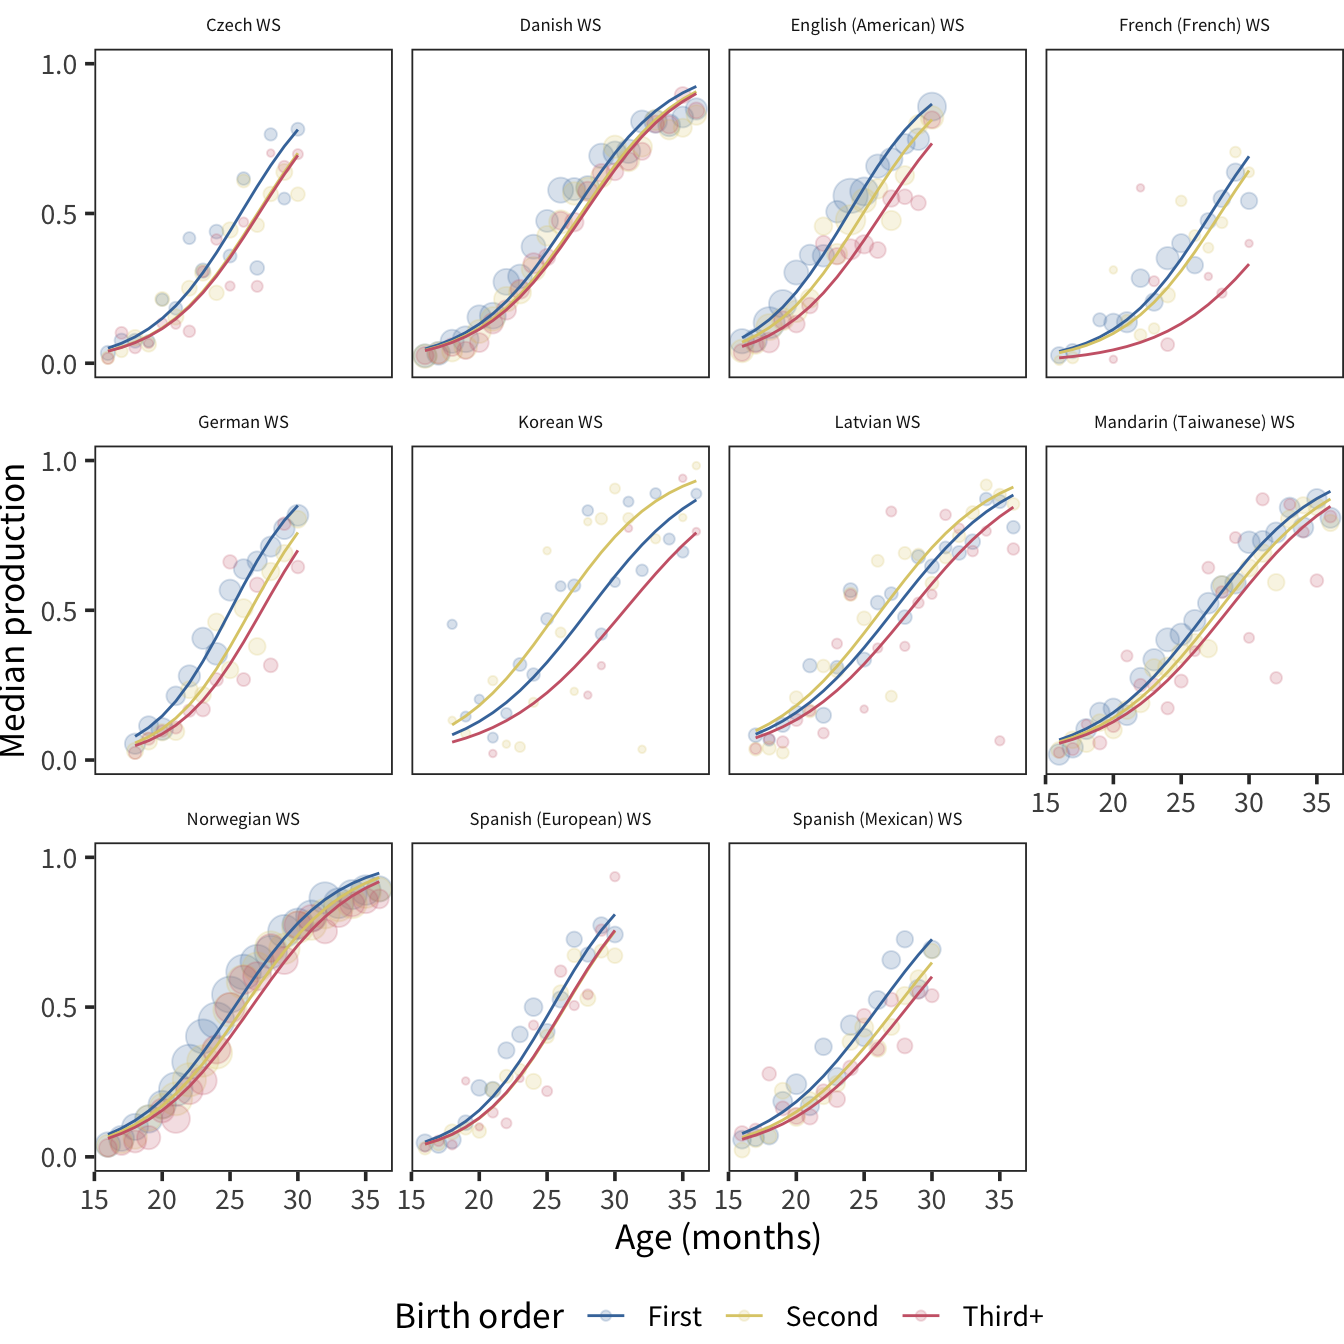 Czech WS
Danish WS
English (American) WS
French (French) WS
1.0
0.5
0.0
German WS
Korean WS
Latvian WS
Mandarin (Taiwanese) WS
1.0
0.5
0.0
15 20 25 30 35
Median production
Norwegian WS
Spanish (European) WS
Spanish (Mexican) WS
1.0
0.5
0.0
15 20 25 30 35
15 20 25 30 35
15 20 25 30 35
Age (months)
Birth order First Second Third+